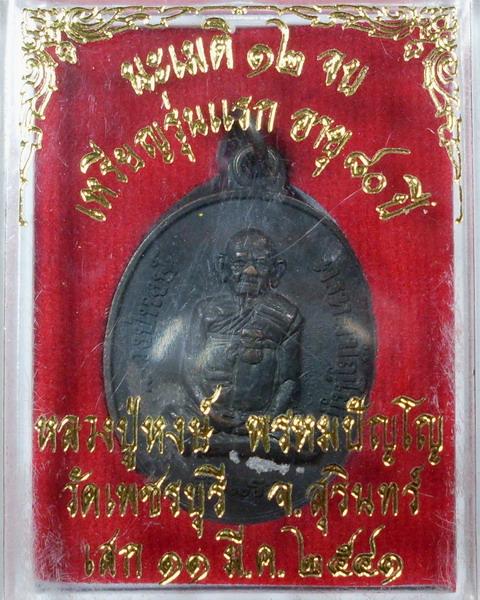 นะเมติ ๑๒ จบ
เหรียญรุ่นแรก อายุ ๘๐ ปี
หลวงปู่หงษ์ พรหมปัญโญ
วัดเพชรบุรี จ.สุรินทร์
เสก ๑๑ มี.ค. ๒๕๔๑